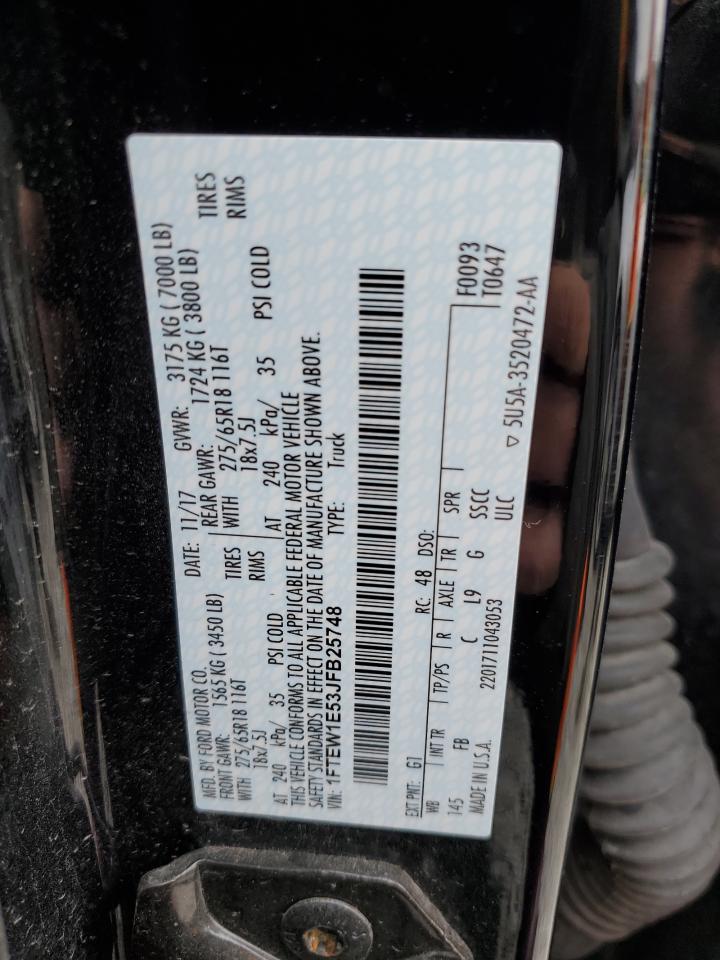 MFD. BY FORD MOTOR CO.
DATE: 11/17 GVWR: 3175 KG ( 7000 LB)
FRONT GAWR: 1565 KG ( 3450 LB) REAR GAWR: 1724 KG ( 3800 LB)
WITH 275/65R18 116T TIRES WITH 275/65R18 116T TIRES
18x7.5J RIMS 18x7.5J RIMS
AT 240 kPa/ 35 PSI COLD AT 240 kPa/ 35 PSI COLD
THIS VEHICLE CONFORMS TO ALL APPLICABLE FEDERAL MOTOR VEHICLE
SAFETY STANDARDS IN EFFECT ON THE DATE OF MANUFACTURE SHOWN ABOVE.
VIN: 1FTEW1E53JFB25748 TYPE: Truck
EXT PNT: G1 RC: 48 DSO: F0093
WB INT TR TP/PS R AXLE TR SPR T0647
145 FB C L9 G SSCC
MADE IN U.S.A. 2201711043053 ULC ▽ 5U5A-3520472-AA